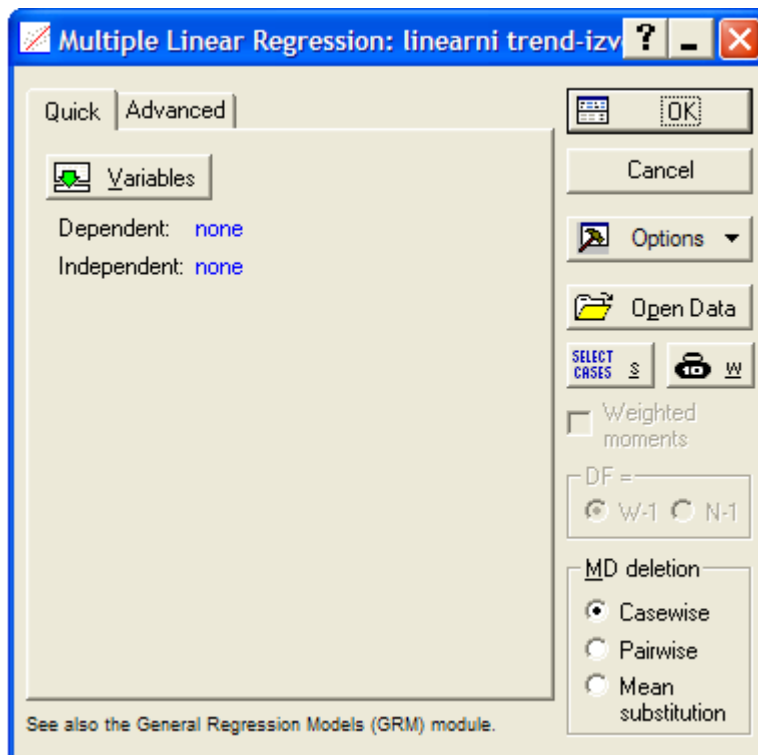 Multiple Linear Regression: linearni trend-izv
?
Quick
Advanced
Variables
Dependent: none
Independent: none
See also the General Regression Models (GRM) module.
OK
Cancel
Options
Open Data
SELECT
CASES
S
10
W
Weighted
moments
DF =
W-1
N-1
MD deletion
Casewise
Pairwise
Mean
substitution